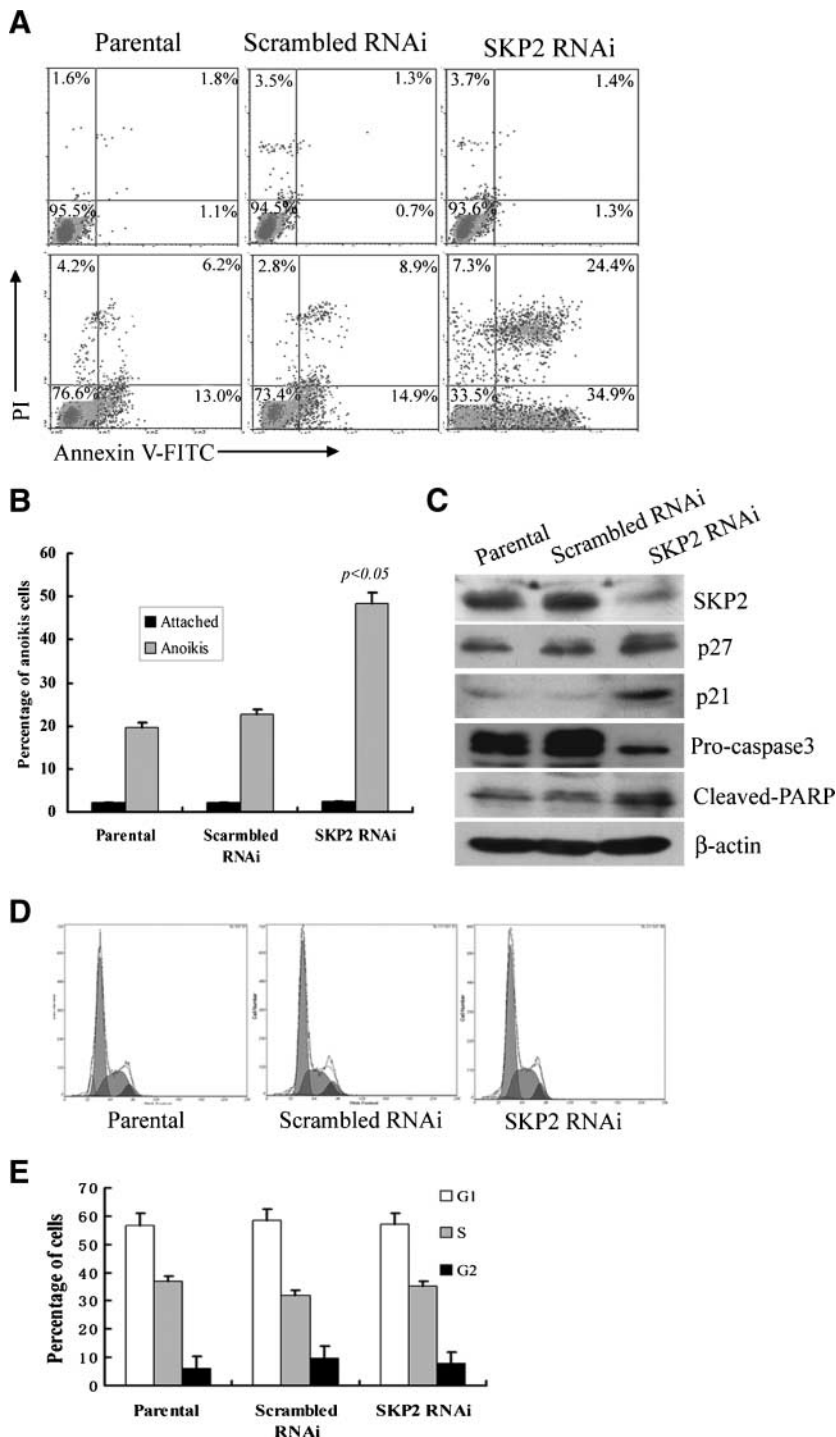 A
Parental Scrambled RNAi SKP2 RNAi
1.6% 1.8% 3.5% 1.3% 3.7% 1.4%
95.5% 1.1% 94.5% 0.7% 93.6% 1.3%
4.2% 6.2% 2.8% 8.9% 7.3% 24.4%
76.6% 13.0% 73.4% 14.9% 33.5% 34.9%
PI
Annexin V-FITC
B
Percentage of anoikis cells
60
50
40
30
20
10
0
Attached
Anoikis
p<0.05
Parental Scarmbled RNAi SKP2 RNAi
C
Parental Scrambled RNAi SKP2 RNAi
SKP2
p27
p21
Pro-caspase3
Cleaved-PARP
β-actin
D
Cell Number
Cell Number
Parental Scrambled RNAi SKP2 RNAi
E
Percentage of cells
70
60
50
40
30
20
10
0
G1
S
G2
Parental Scrambled RNAi SKP2 RNAi